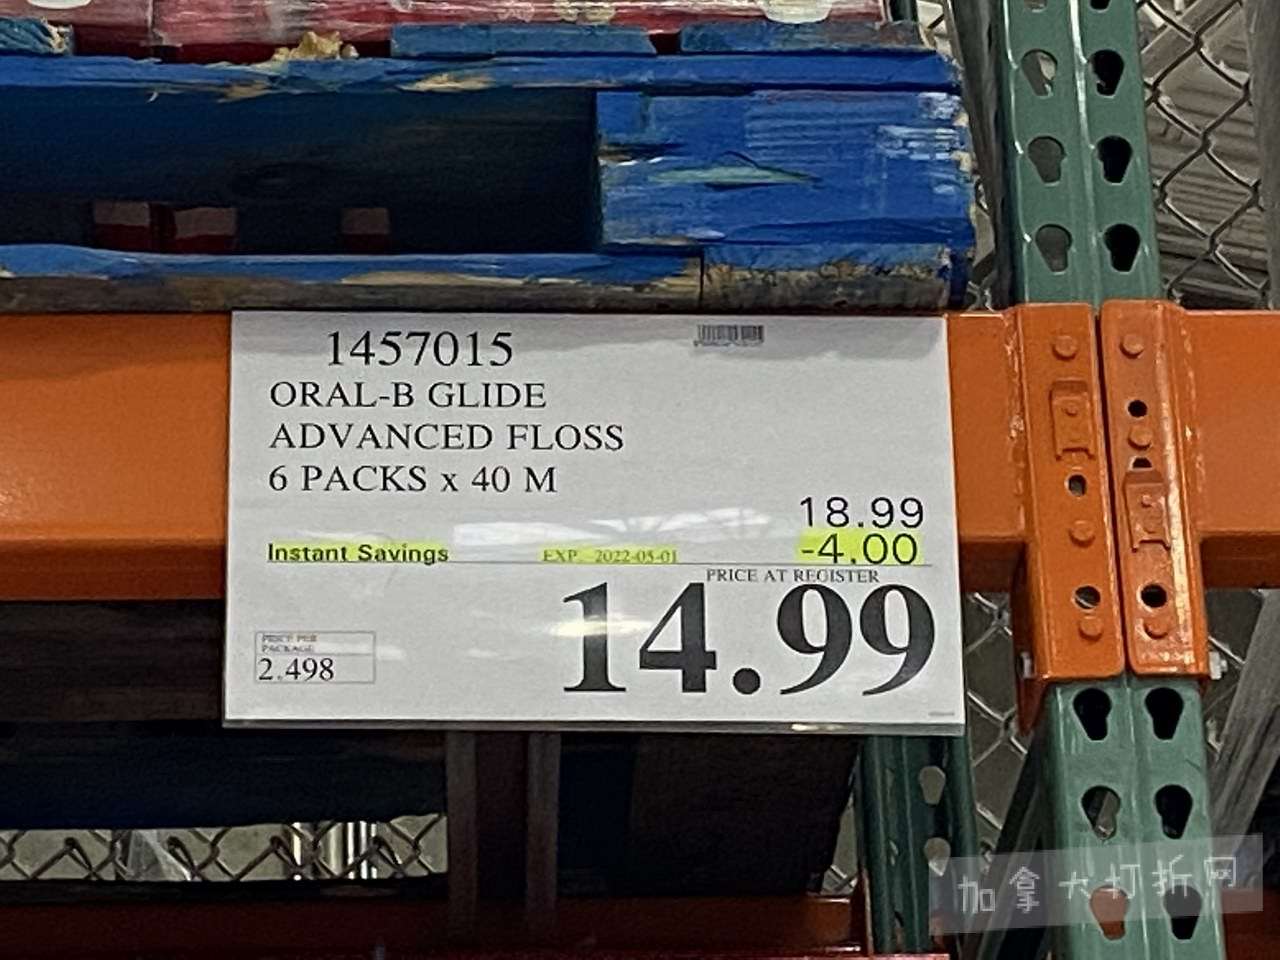 1457015
ORAL-B GLIDE
ADVANCED FLOSS
6 PACKS x 40 M
18.99
Instant Savings EXP. 2022-05-01 -4.00
PRICE AT REGISTER
14.99
PRICE PER
PACKAGE
2.498
加拿大打折网